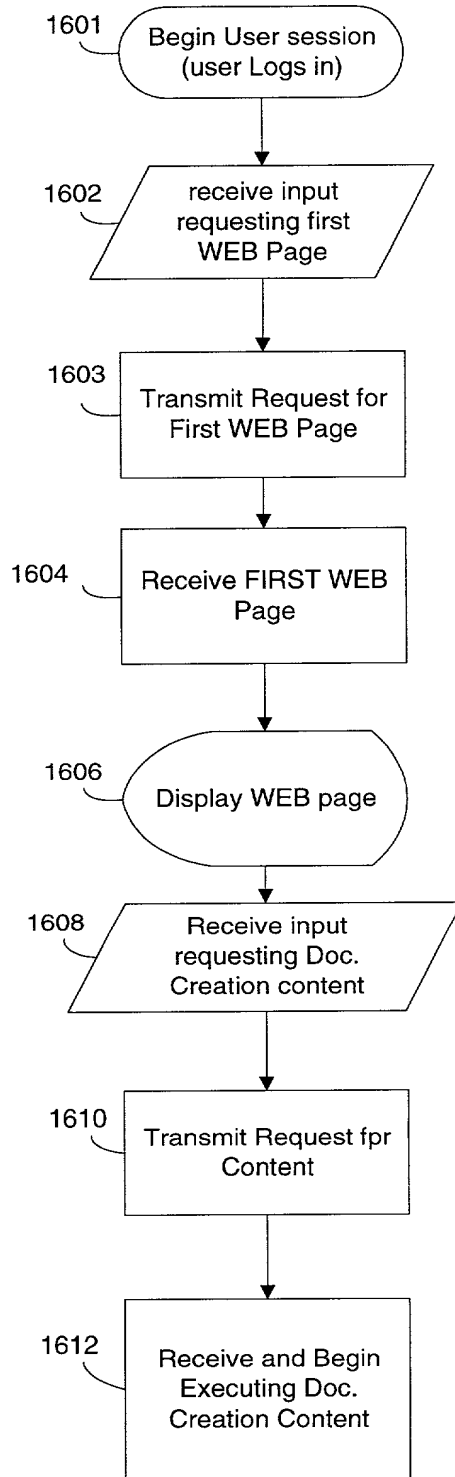 1601
Begin User session
(user Logs in)
1602
receive input
requesting first
WEB Page
1603
Transmit Request for
First WEB Page
1604
Receive FIRST WEB
Page
1606
Display WEB page
1608
Receive input
requesting Doc.
Creation content
1610
Transmit Request fpr
Content
1612
Receive and Begin
Executing Doc.
Creation Content